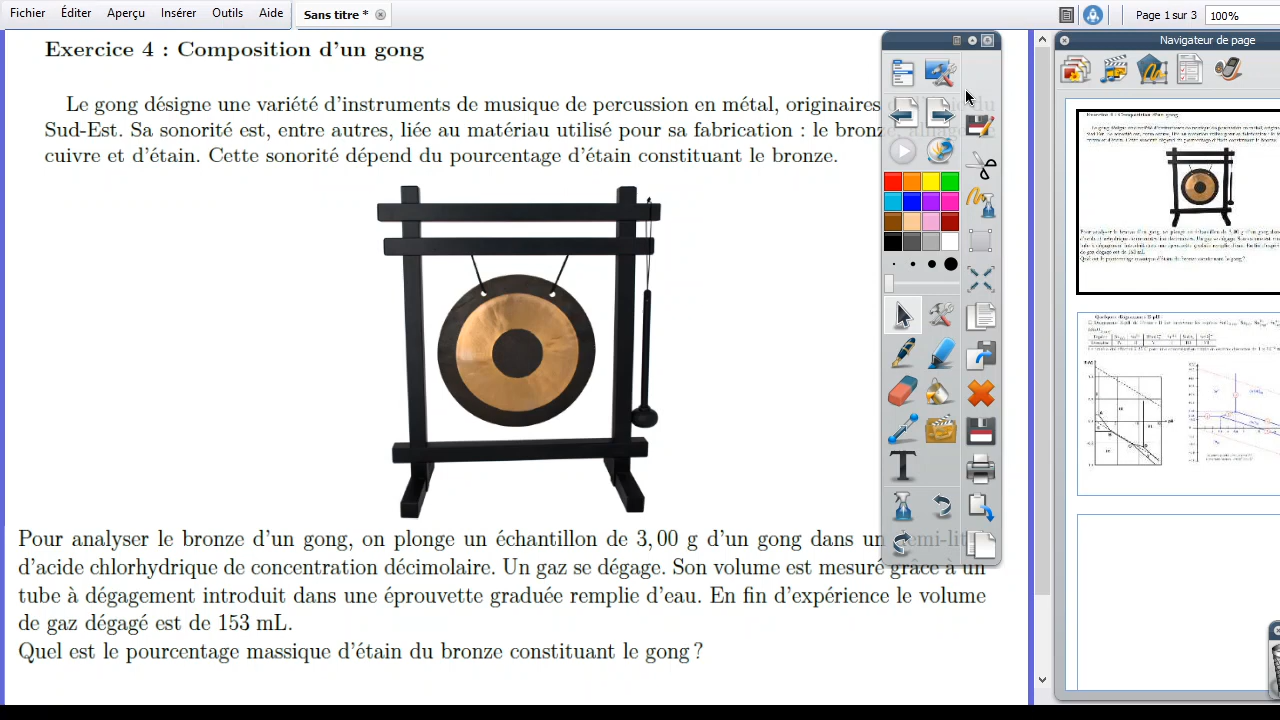 Fichier Éditer Aperçu Insérer Outils Aide Sans titre * Page 1 sur 3 100%
Navigateur de page
Exercice 4 : Composition d'un gong
Le gong désigne une variété d'instruments de musique de percussion en métal, originaires du
Sud-Est. Sa sonorité est, entre autres, liée au matériau utilisé pour sa fabrication : le bronze,
cuivre et d'étain. Cette sonorité dépend du pourcentage d'étain constituant le bronze.
Pour analyser le bronze d'un gong, on plonge un échantillon de 3,00 g d'un gong dans un demi-lit
d'acide chlorhydrique de concentration décimolaire. Un gaz se dégage. Son volume est mesuré grâce à un
tube à dégagement introduit dans une éprouvette graduée remplie d'eau. En fin d'expérience le volume
de gaz dégagé est de 153 mL.
Quel est le pourcentage massique d'étain du bronze constituant le gong ?